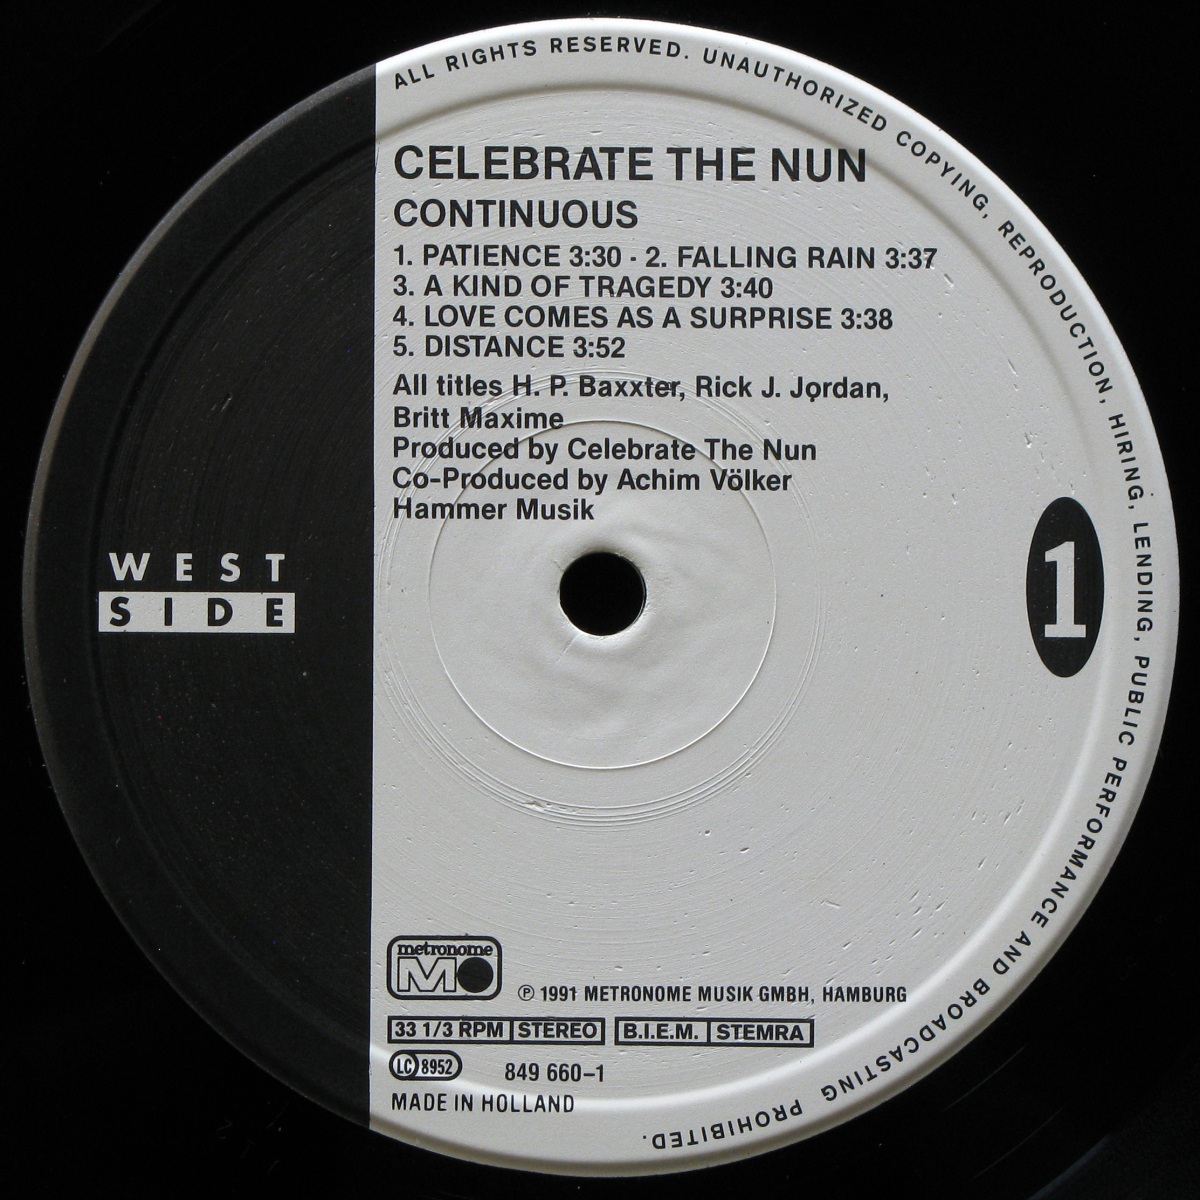 ALL RIGHTS RESERVED. UNAUTHORIZED COPYING, REPRODUCTION, HIRING, LENDING, PUBLIC PERFORMANCE AND BROADCASTING PROHIBITED.
CELEBRATE THE NUN
CONTINUOUS
1. PATIENCE 3:30 · 2. FALLING RAIN 3:37
3. A KIND OF TRAGEDY 3:40
4. LOVE COMES AS A SURPRISE 3:38
5. DISTANCE 3:52
All titles H. P. Baxxter, Rick J. Jordan,
Britt Maxime
Produced by Celebrate The Nun
Co-Produced by Achim Völker
Hammer Musik
WEST
SIDE
1
metronome
MO
℗ 1991 METRONOME MUSIK GMBH, HAMBURG
33 1/3 RPM STEREO B.I.E.M. STEMRA
LC 8952 849 660-1
MADE IN HOLLAND